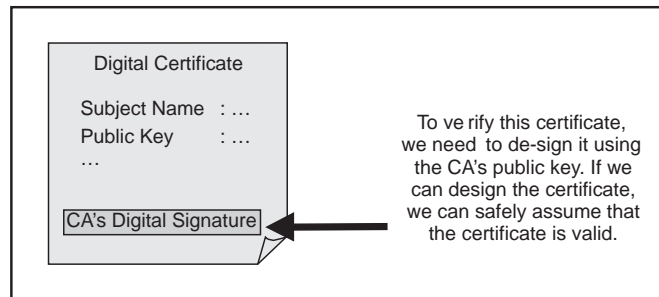 Digital Certificate
Subject Name : …
Public Key : …
…
CA's Digital Signature
To ve rify this certificate,
we need to de-sign it using
the CA's public key. If we
can design the certificate,
we can safely assume that
the certificate is valid.